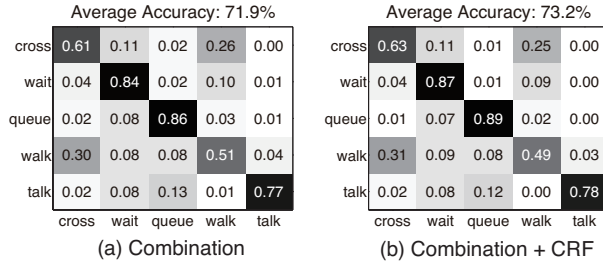 Average Accuracy: 71.9%
cross 0.61 0.11 0.02 0.26 0.00
wait 0.04 0.84 0.02 0.10 0.01
queue 0.02 0.08 0.86 0.03 0.01
walk 0.30 0.08 0.08 0.51 0.04
talk 0.02 0.08 0.13 0.01 0.77
cross wait queue walk talk
(a) Combination
Average Accuracy: 73.2%
cross 0.63 0.11 0.01 0.25 0.00
wait 0.04 0.87 0.01 0.09 0.00
queue 0.01 0.07 0.89 0.02 0.00
walk 0.31 0.09 0.08 0.49 0.03
talk 0.02 0.08 0.12 0.00 0.78
cross wait queue walk talk
(b) Combination + CRF